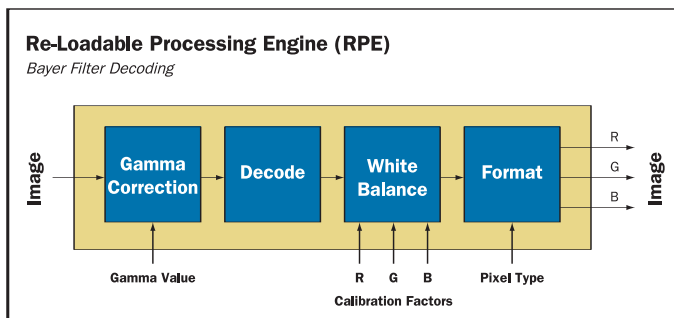 Re-Loadable Processing Engine (RPE)
Bayer Filter Decoding
Image
Gamma
Correction
Decode
White
Balance
Format
R
G
B
Image
Gamma Value
R G B
Calibration Factors
Pixel Type